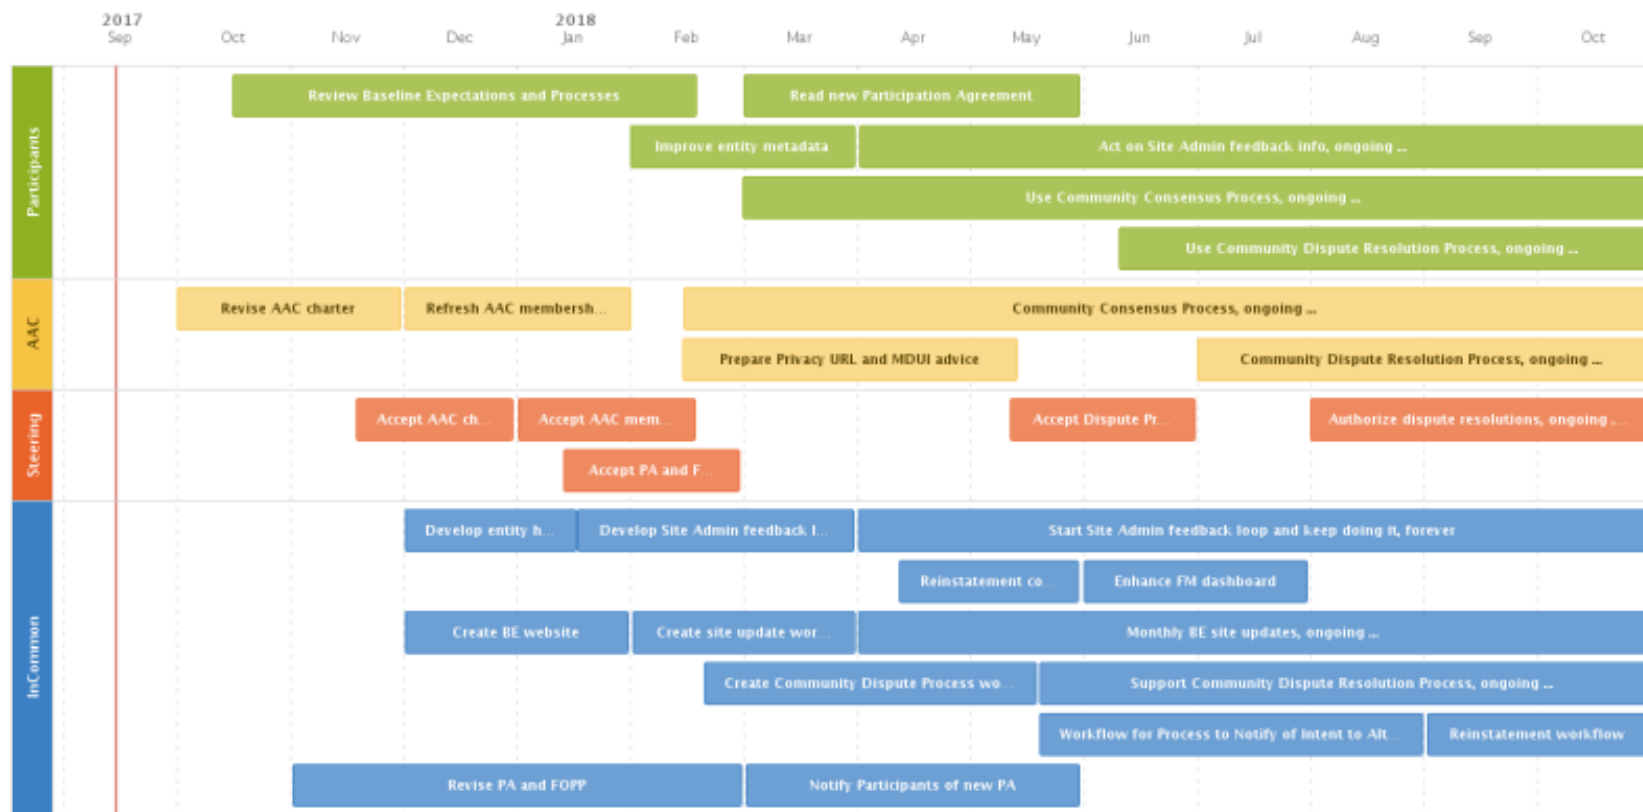 2017
2018
Sep Oct Nov Dec Jan Feb Mar Apr May Jun Jul Aug Sep Oct
Participants
Review Baseline Expectations and Processes
Read new Participation Agreement
Improve entity metadata
Act on Site Admin feedback info, ongoing ...
Use Community Consensus Process, ongoing ...
Use Community Dispute Resolution Process, ongoing ...
AAC
Revise AAC charter
Refresh AAC membersh...
Community Consensus Process, ongoing ...
Prepare Privacy URL and MDUI advice
Community Dispute Resolution Process, ongoing ...
Steering
Accept AAC ch...
Accept AAC mem...
Accept Dispute Pr...
Authorize dispute resolutions, ongoing ....
Accept PA and F...
InCommon
Develop entity h...
Develop Site Admin feedback l...
Start Site Admin feedback loop and keep doing it, forever
Reinstatement co...
Enhance FM dashboard
Create BE website
Create site update wor...
Monthly BE site updates, ongoing ...
Create Community Dispute Process wo...
Support Community Dispute Resolution Process, ongoing ...
Workflow for Process to Notify of Intent to Alt...
Reinstatement workflow
Revise PA and FOPP
Notify Participants of new PA